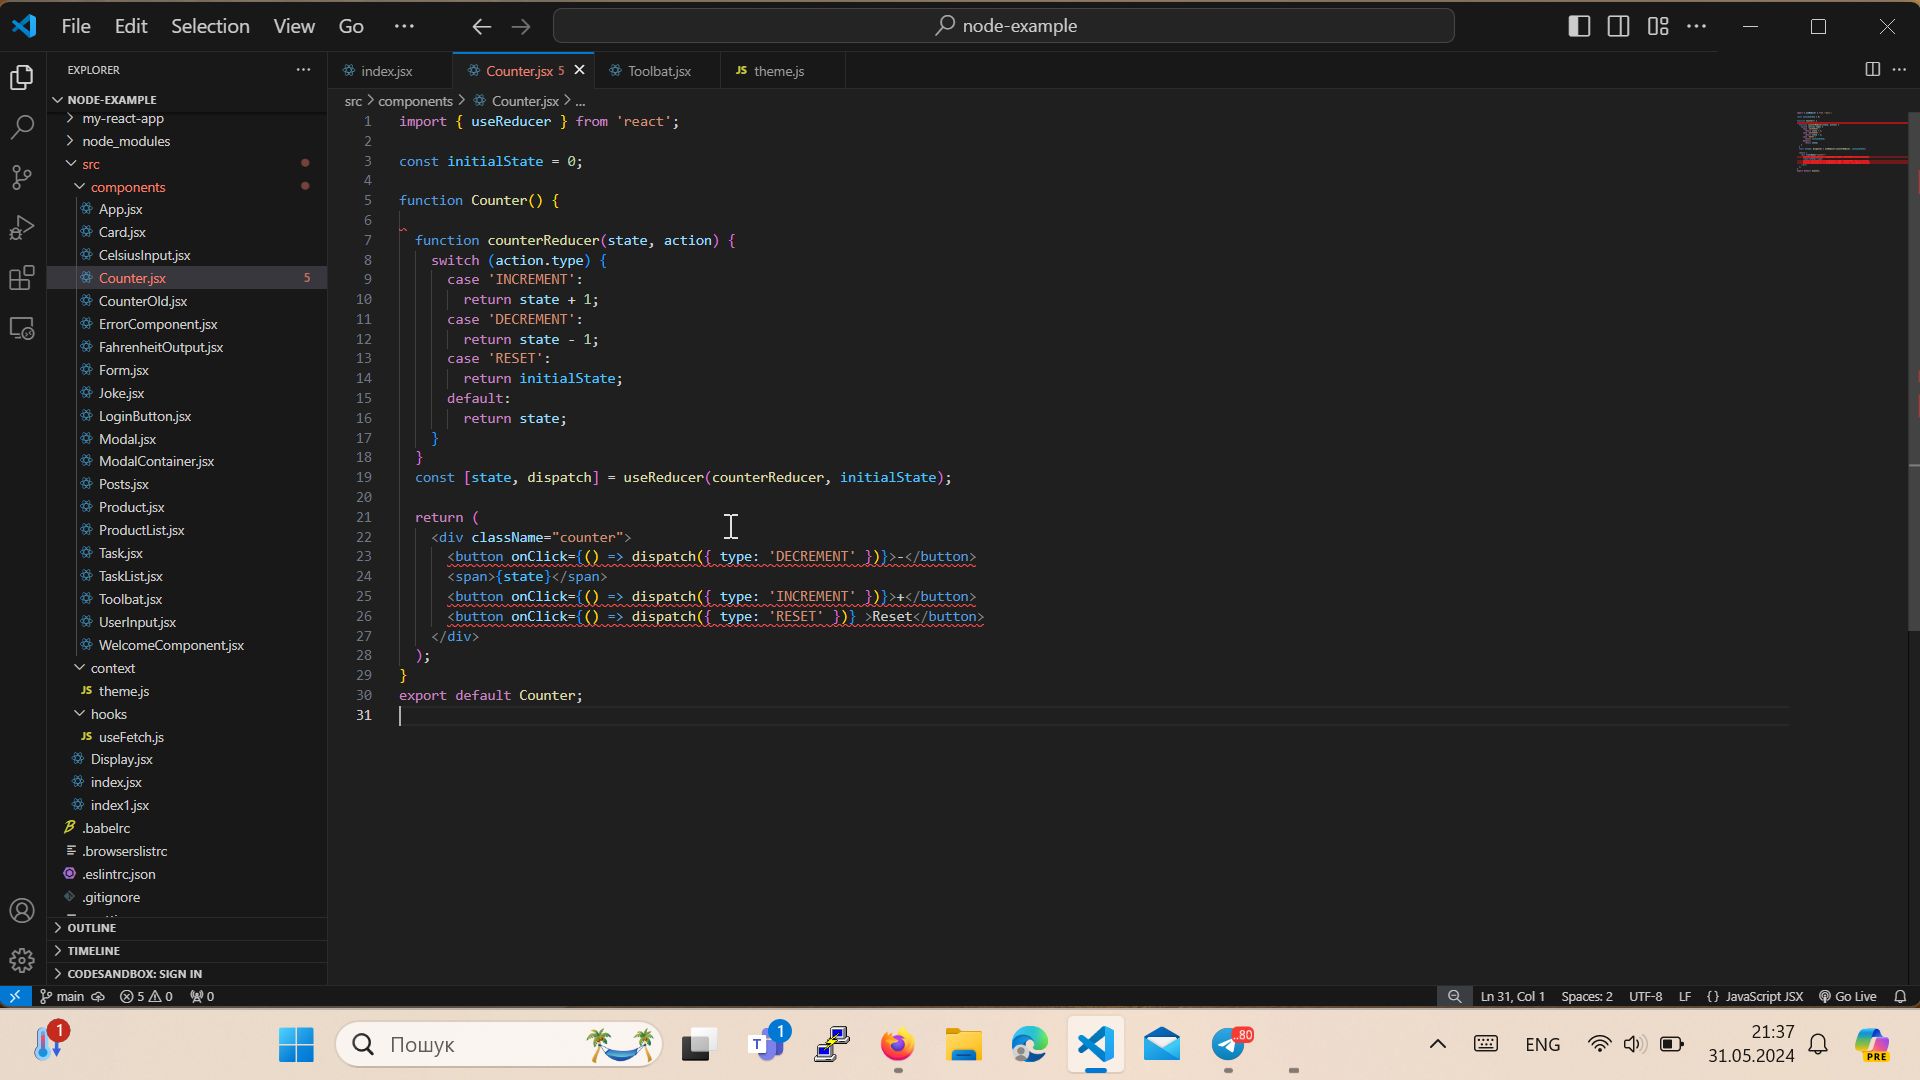 File Edit Selection View Go ···
node-example
EXPLORER
NODE-EXAMPLE
my-react-app
node_modules
src
components
App.jsx
Card.jsx
CelsiusInput.jsx
Counter.jsx 5
CounterOld.jsx
ErrorComponent.jsx
FahrenheitOutput.jsx
Form.jsx
Joke.jsx
LoginButton.jsx
Modal.jsx
ModalContainer.jsx
Posts.jsx
Product.jsx
ProductList.jsx
Task.jsx
TaskList.jsx
Toolbat.jsx
UserInput.jsx
WelcomeComponent.jsx
context
JS theme.js
hooks
JS useFetch.js
Display.jsx
index.jsx
index1.jsx
.babelrc
.browserslistrc
.eslintrc.json
.gitignore
OUTLINE
TIMELINE
CODESANDBOX: SIGN IN
index.jsx Counter.jsx 5 Toolbat.jsx JS theme.js
src > components > Counter.jsx > ...
1 import { useReducer } from 'react';
2
3 const initialState = 0;
4
5 function Counter() {
6
7 function counterReducer(state, action) {
8 switch (action.type) {
9 case 'INCREMENT':
10 return state + 1;
11 case 'DECREMENT':
12 return state - 1;
13 case 'RESET':
14 return initialState;
15 default:
16 return state;
17 }
18 }
19 const [state, dispatch] = useReducer(counterReducer, initialState);
20
21 return (
22 <div className="counter">
23 <button onClick={() => dispatch({ type: 'DECREMENT' })}>-</button>
24 <span>{state}</span>
25 <button onClick={() => dispatch({ type: 'INCREMENT' })}>+</button>
26 <button onClick={() => dispatch({ type: 'RESET' })} >Reset</button>
27 </div>
28 );
29 }
30 export default Counter;
31
main 5 0 0
Ln 31, Col 1 Spaces: 2 UTF-8 LF {} JavaScript JSX Go Live
1 Пошук T 1 ..80 ENG 21:37
31.05.2024 PRE